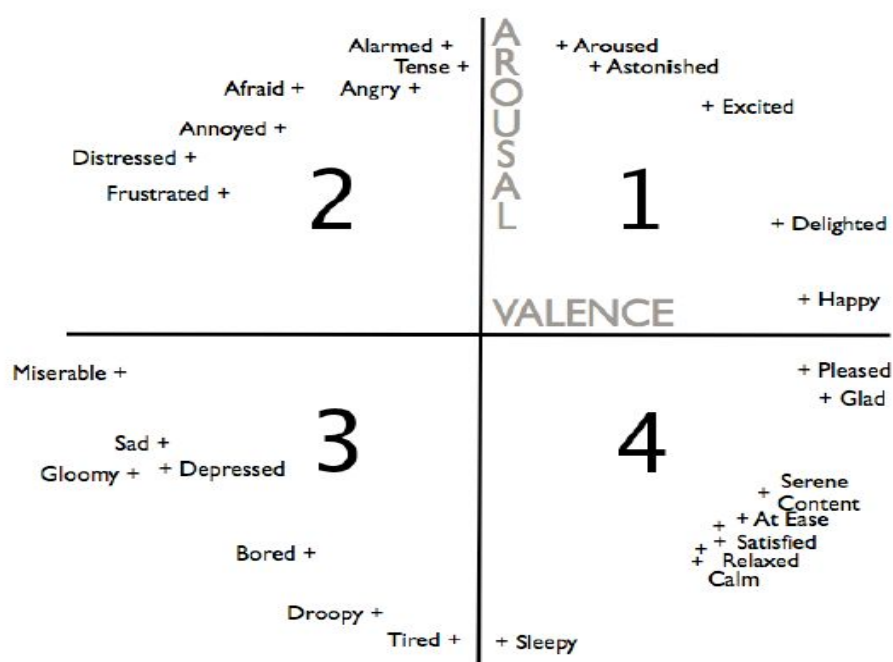 Alarmed
AROUSAL
Aroused
Tense
Astonished
Afraid
Angry
Excited
Annoyed
Distressed
2
1
Frustrated
Delighted
VALENCE
Happy
Miserable
Pleased
Glad
3
4
Sad
Gloomy
Depressed
Serene
Content
At Ease
Satisfied
Bored
Relaxed
Calm
Droopy
Tired
Sleepy